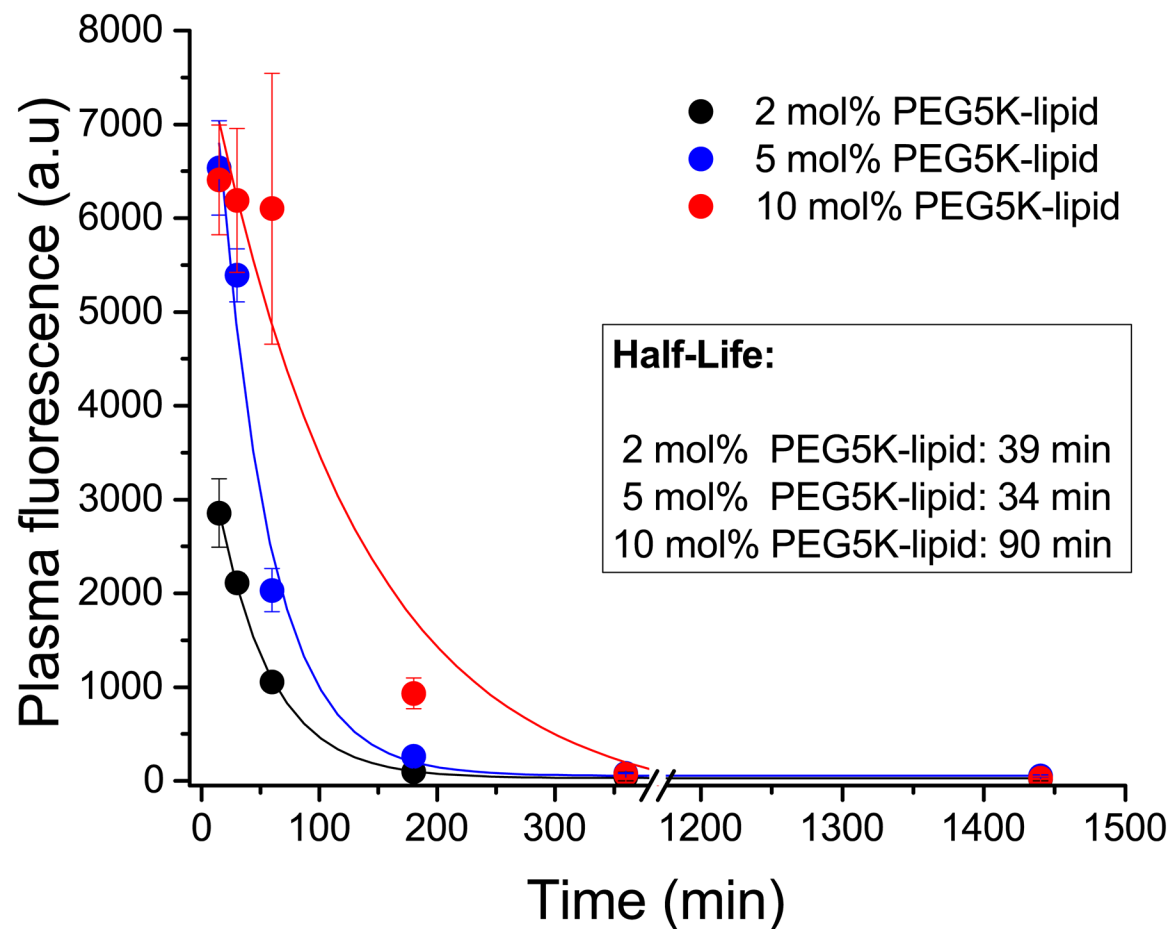 8000
7000
6000
5000
4000
3000
2000
1000
0
Plasma fluorescence (a.u)
2 mol% PEG5K-lipid
5 mol% PEG5K-lipid
10 mol% PEG5K-lipid
Half-Life:
2 mol% PEG5K-lipid: 39 min
5 mol% PEG5K-lipid: 34 min
10 mol% PEG5K-lipid: 90 min
0 100 200 300 1200 1300 1400 1500
Time (min)